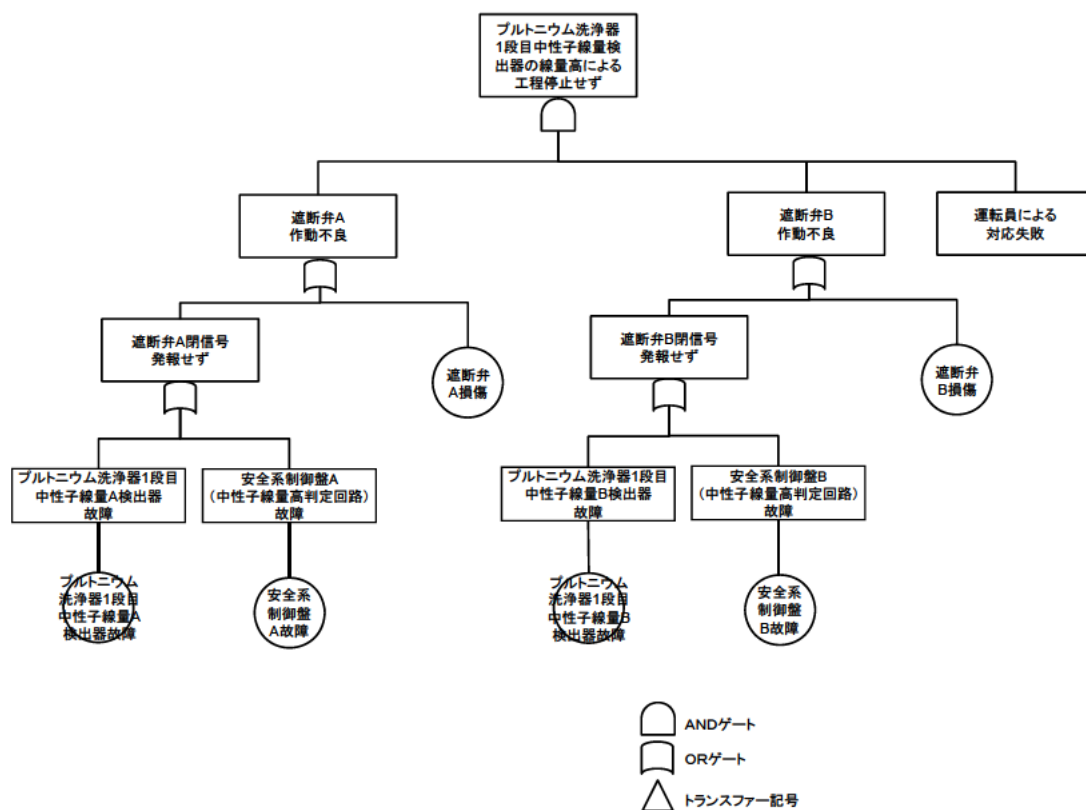 プルトニウム洗浄器
1段目中性子線量検
出器の線量高による
工程停止せず
遮断弁A
作動不良
遮断弁B
作動不良
運転員による
対応失敗
遮断弁A閉信号
発報せず
遮断弁
A損傷
遮断弁B閉信号
発報せず
遮断弁
B損傷
プルトニウム洗浄器1段目
中性子線量A検出器
故障
安全系制御盤A
(中性子線量高判定回路)
故障
プルトニウム洗浄器1段目
中性子線量B検出器
故障
安全系制御盤B
(中性子線量高判定回路)
故障
プルトニウム
洗浄器1段目
中性子線量A
検出器故障
安全系
制御盤
A故障
プルトニウム
洗浄器1段目
中性子線量B
検出器故障
安全系
制御盤
B故障
ANDゲート
ORゲート
トランスファー記号